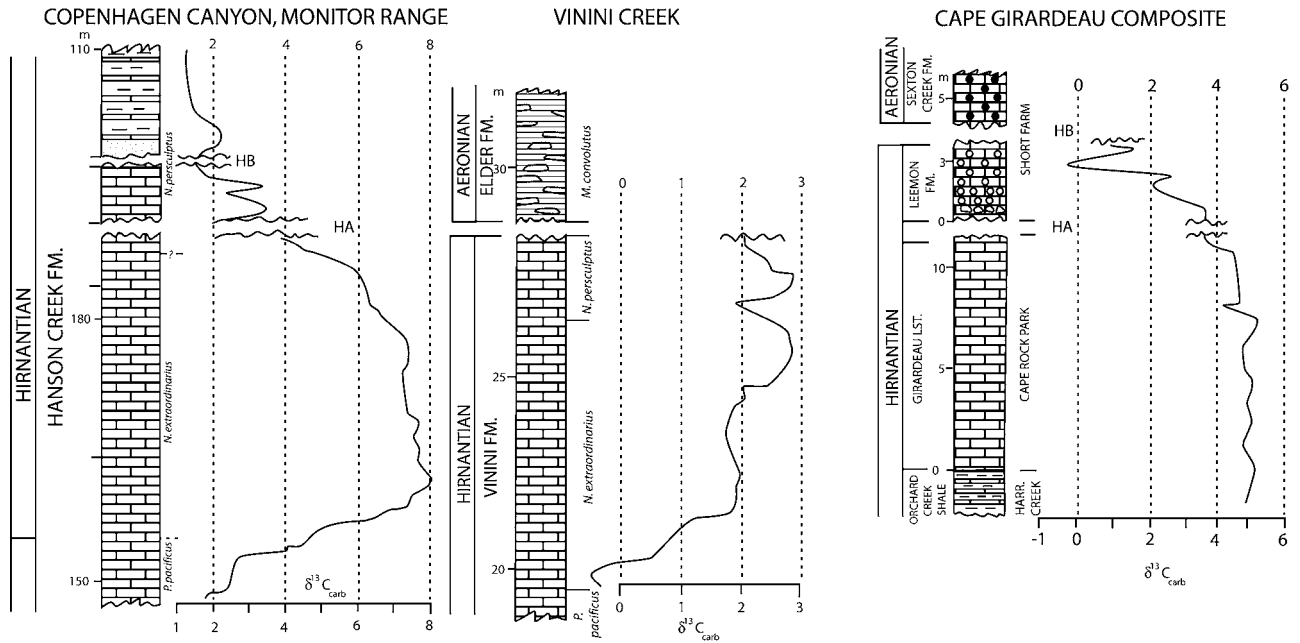 COPENHAGEN CANYON, MONITOR RANGE
VININI CREEK
CAPE GIRARDEAU COMPOSITE
m
110
2
4
6
8
HB
N. persculptus
HA
?
180
N. extraordinarius
HIRNANTIAN
HANSON CREEK FM.
150
P. pacificus
δ13Ccarb
1
2
4
6
8
m
AERONIAN
ELDER FM.
30
M. convolutus
0
1
2
3
HIRNANTIAN
VININI FM.
N. persculptus
25
N. extraordinarius
20
P. pacificus
0
1
2
3
δ13Ccarb
AERONIAN
SEXTON CREEK FM.
m
5
0
2
4
6
HB
SHORT FARM
LEEMON FM.
3
0
HA
10
HIRNANTIAN
GIRARDEAU LST.
CAPE ROCK PARK
5
0
ORCHARD CREEK SHALE
HARR. CREEK
-1
0
2
4
6
δ13Ccarb